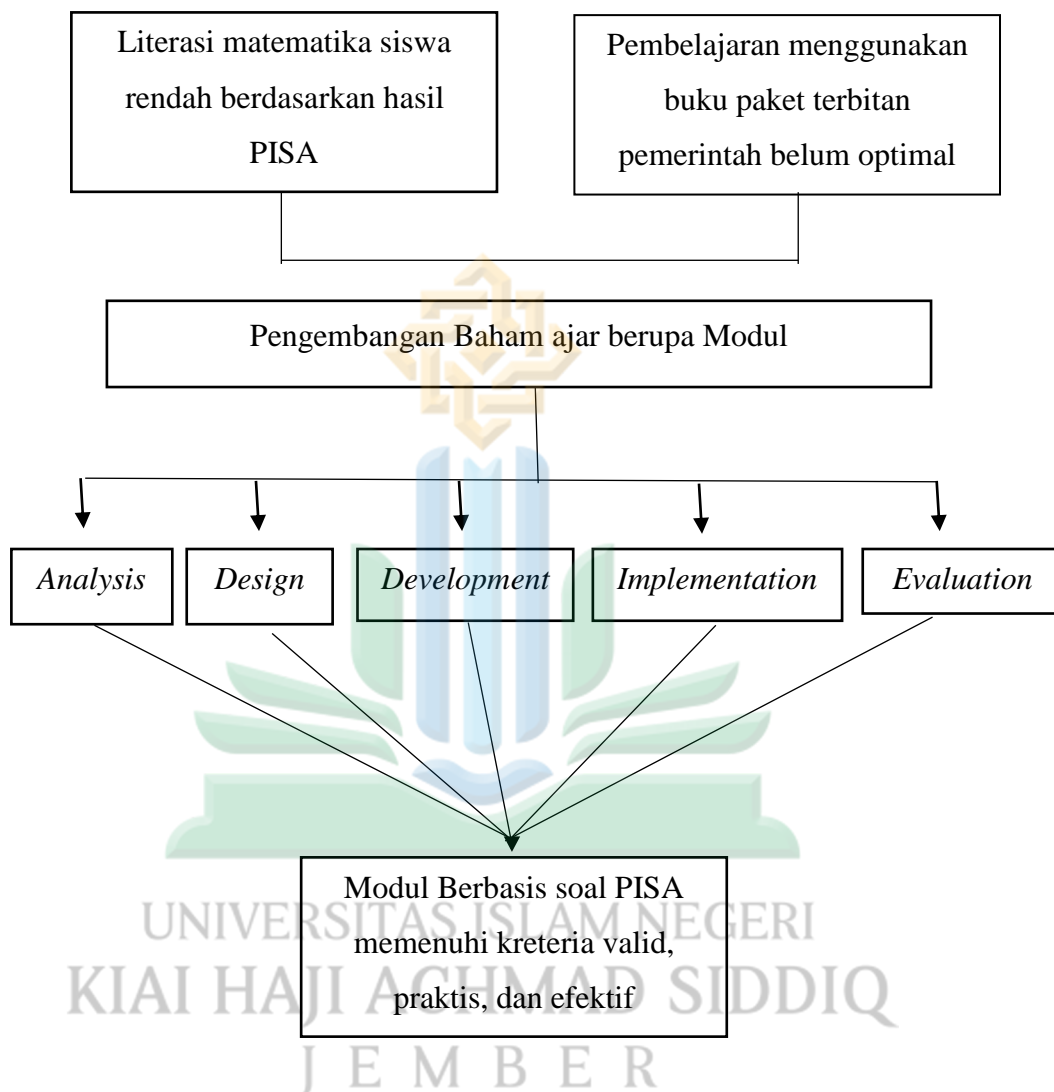 Literasi matematika siswa
rendah berdasarkan hasil
PISA
Pembelajaran menggunakan
buku paket terbitan
pemerintah belum optimal
Pengembangan Baham ajar berupa Modul
Analysis
Design
Development
Implementation
Evaluation
Modul Berbasis soal PISA
memenuhi kreteria valid,
praktis, dan efektif
UNIVERSITAS ISLAM NEGERI
KIAI HAJI ACHMAD SIDDIQ
JEMBER